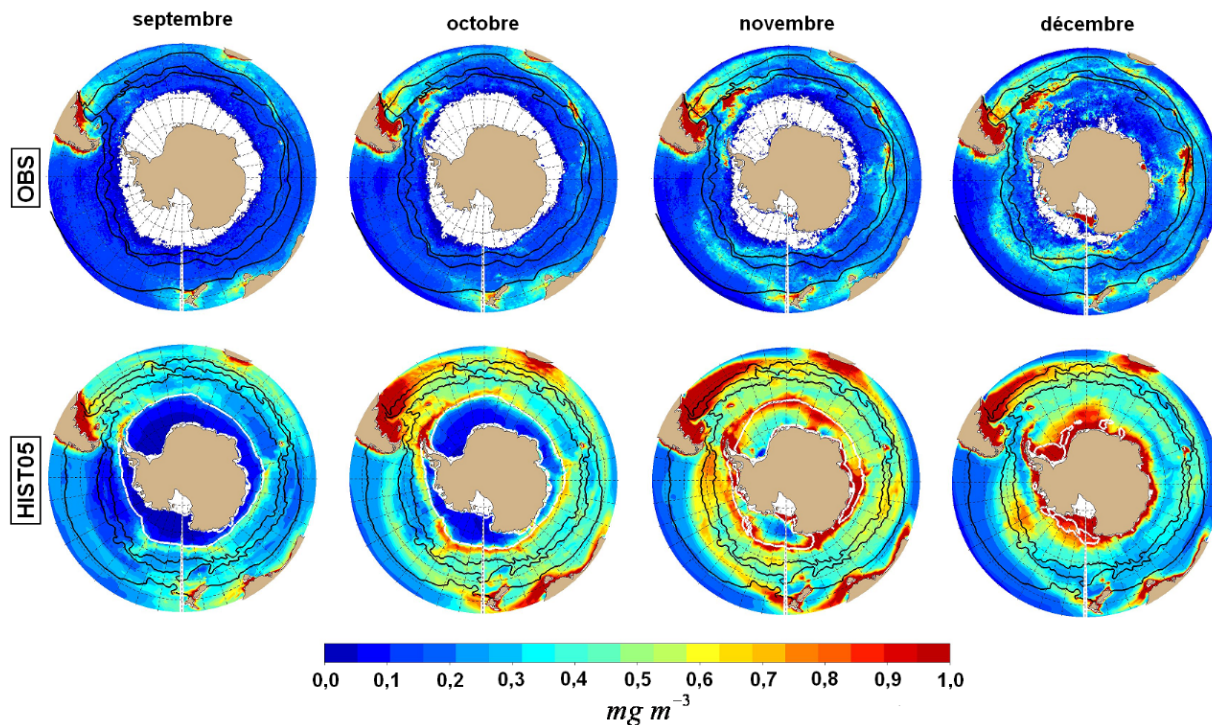 septembre octobre novembre décembre
OBS
HIST05
0,0 0,1 0,2 0,3 0,4 0,5 0,6 0,7 0,8 0,9 1,0
mg m⁻³